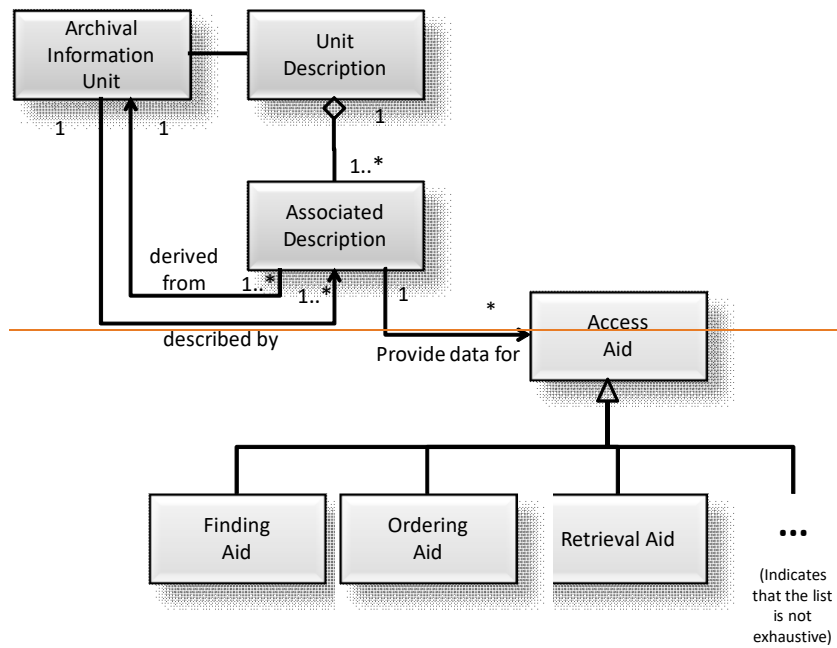 Archival
Information
Unit
Unit
Description
1
1
1
1..*
Associated
Description
derived
from
1..*
1..*
1
*
described by
Provide data for
Access
Aid
Finding
Aid
Ordering
Aid
Retrieval Aid
...
(Indicates
that the list
is not
exhaustive)